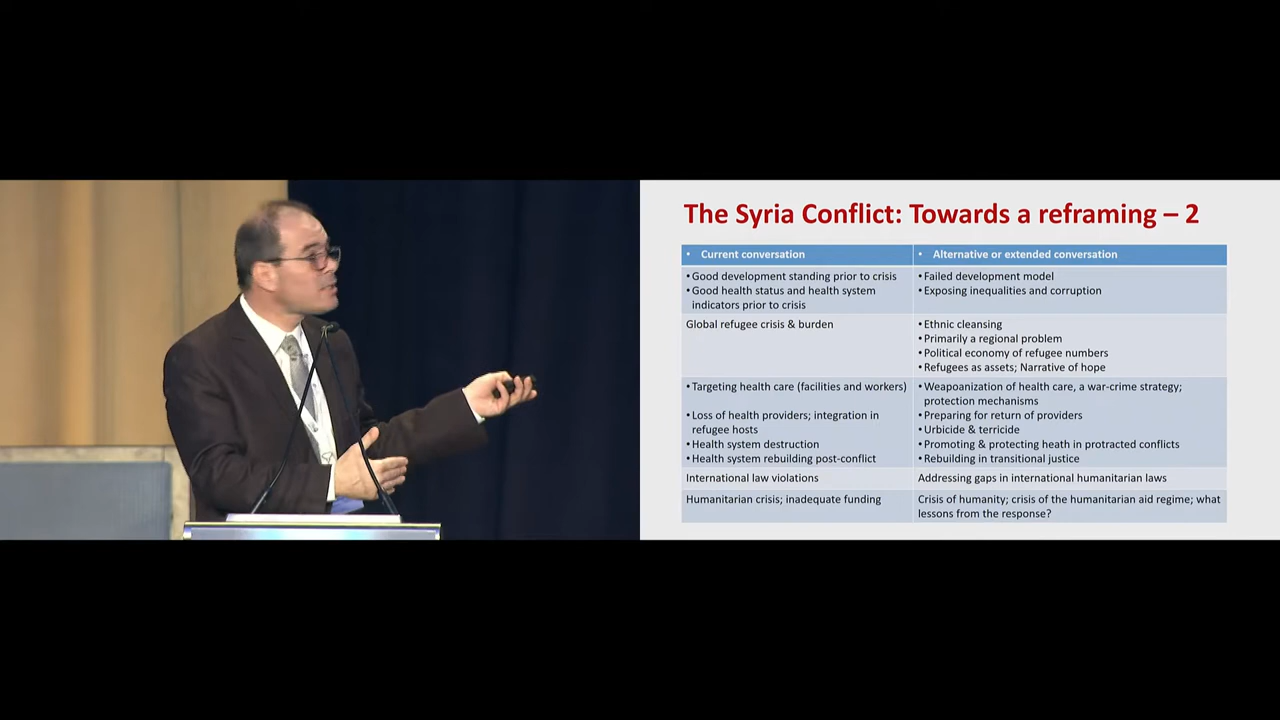 The Syria Conflict: Towards a reframing – 2
• Current conversation
• Alternative or extended conversation
• Good development standing prior to crisis
• Good health status and health system
indicators prior to crisis
• Failed development model
• Exposing inequalities and corruption
Global refugee crisis & burden
• Ethnic cleansing
• Primarily a regional problem
• Political economy of refugee numbers
• Refugees as assets; Narrative of hope
• Targeting health care (facilities and workers)
• Loss of health providers; integration in
refugee hosts
• Health system destruction
• Health system rebuilding post-conflict
• Weapoanization of health care, a war-crime strategy;
protection mechanisms
• Preparing for return of providers
• Urbicide & terricide
• Promoting & protecting heath in protracted conflicts
• Rebuilding in transitional justice
International law violations
Addressing gaps in international humanitarian laws
Humanitarian crisis; inadequate funding
Crisis of humanity; crisis of the humanitarian aid regime; what
lessons from the response?